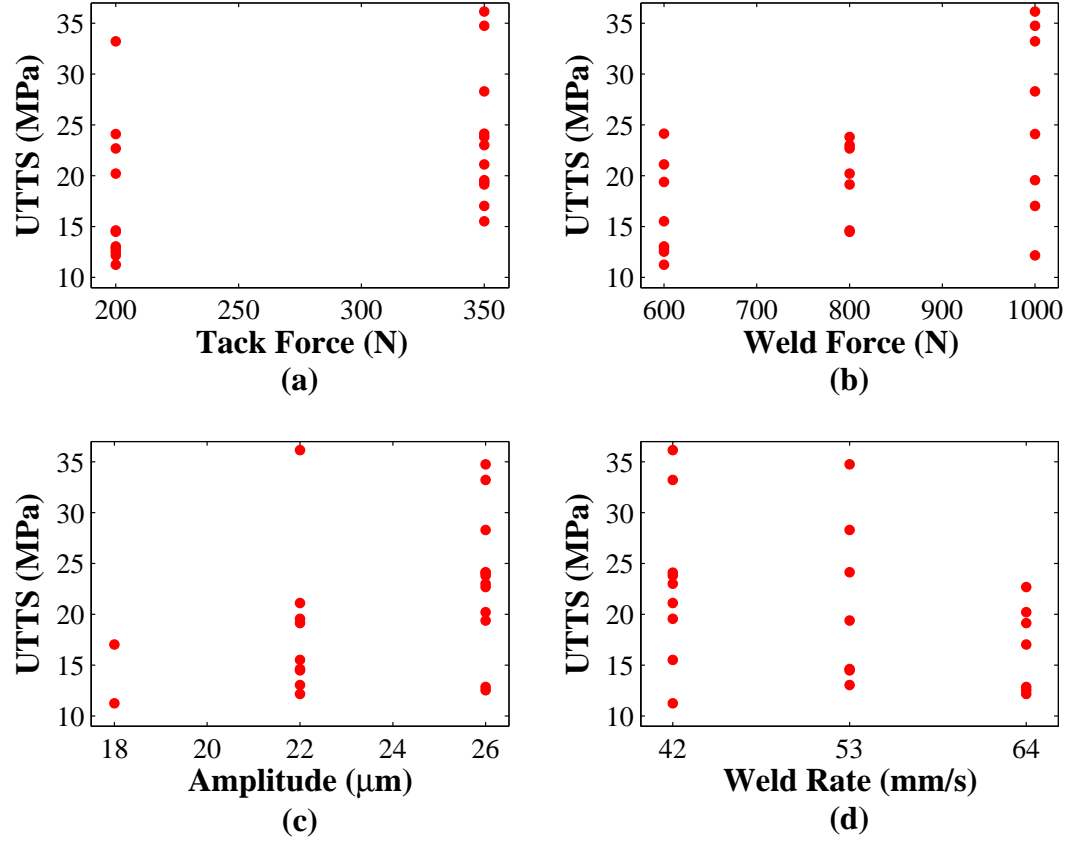 35
30
25
20
15
10
UTTS (MPa)
200 250 300 350
Tack Force (N)
(a)
35
30
25
20
15
10
UTTS (MPa)
600 700 800 900 1000
Weld Force (N)
(b)
35
30
25
20
15
10
UTTS (MPa)
18 20 22 24 26
Amplitude (μm)
(c)
35
30
25
20
15
10
UTTS (MPa)
42 53 64
Weld Rate (mm/s)
(d)